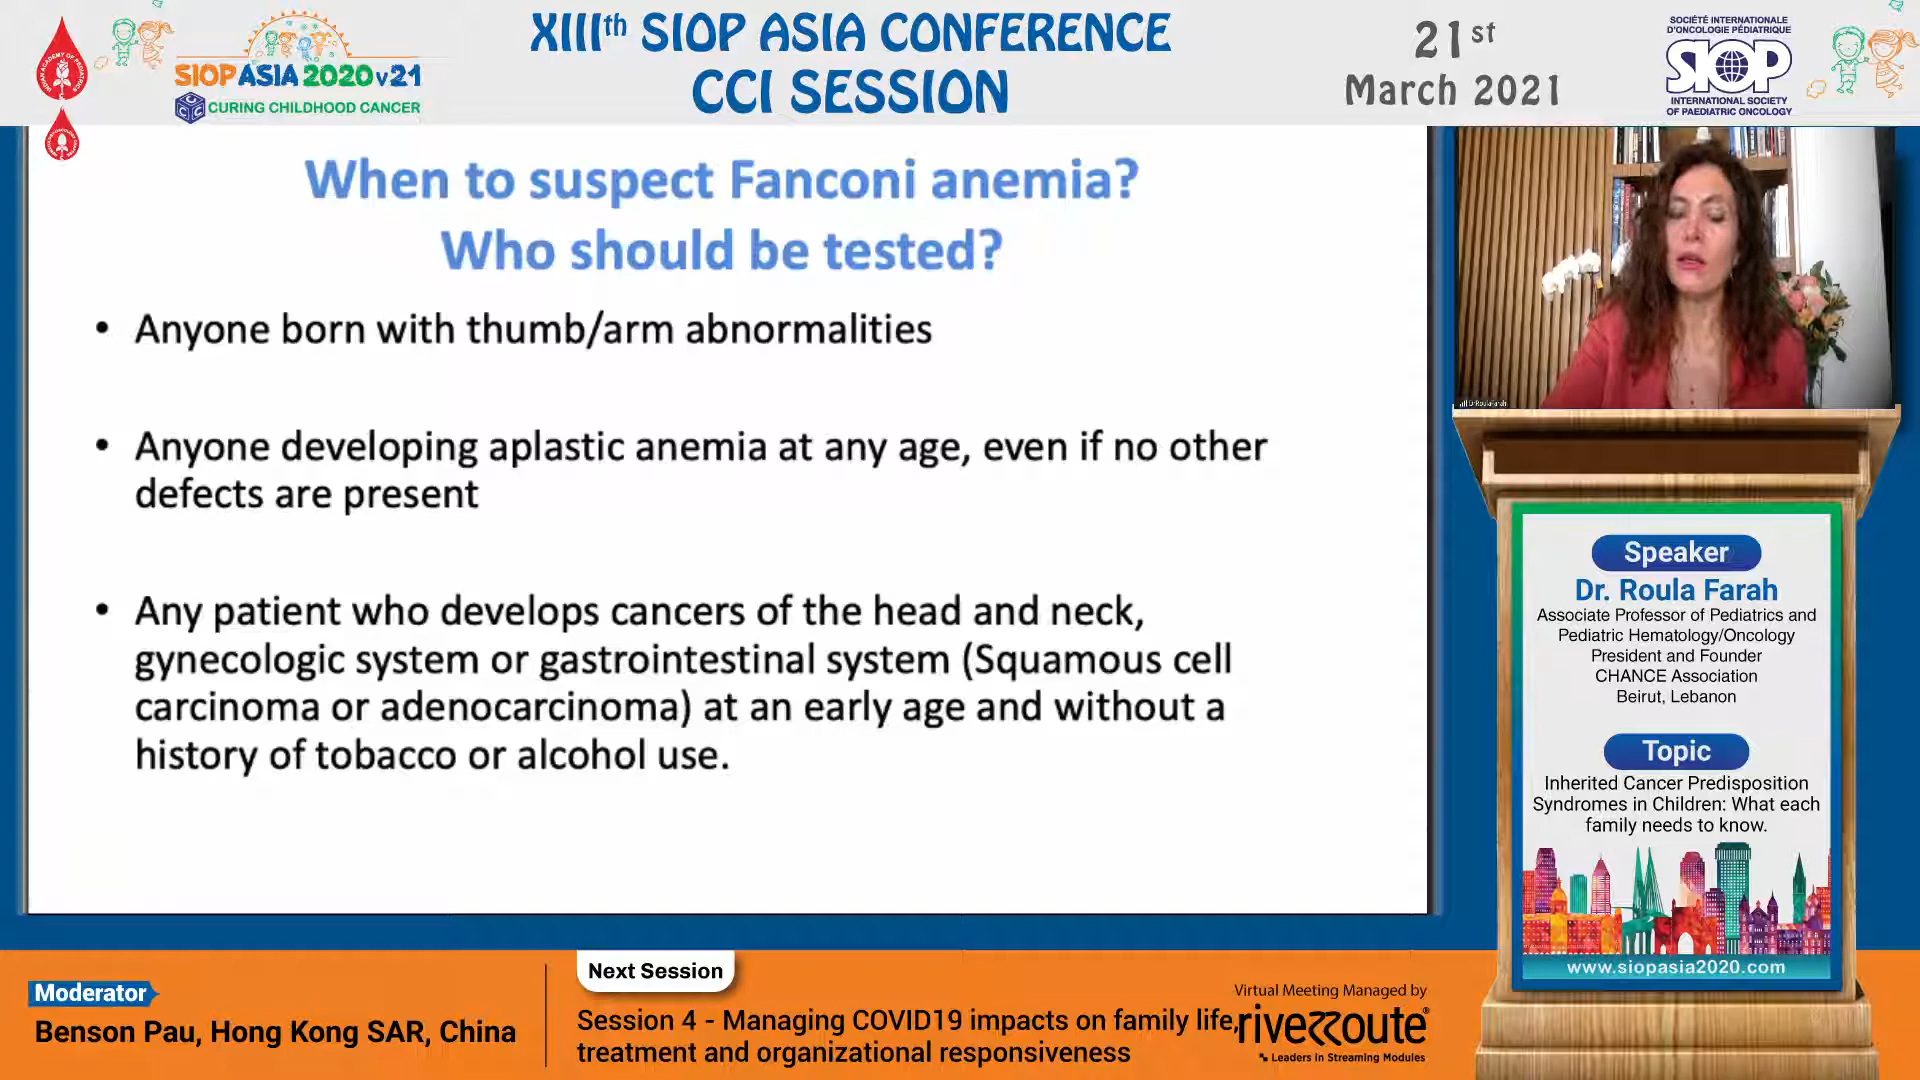 XIIIth SIOP ASIA CONFERENCE
CCI SESSION
21st
March 2021
SIOPASIA 2020v21
CCC CURING CHILDHOOD CANCER
SOCIÉTÉ INTERNATIONALE
D'ONCOLOGIE PÉDIATRIQUE
SIOP
INTERNATIONAL SOCIETY
OF PAEDIATRIC ONCOLOGY
When to suspect Fanconi anemia?
Who should be tested?
• Anyone born with thumb/arm abnormalities
• Anyone developing aplastic anemia at any age, even if no other
defects are present
• Any patient who develops cancers of the head and neck,
gynecologic system or gastrointestinal system (Squamous cell
carcinoma or adenocarcinoma) at an early age and without a
history of tobacco or alcohol use.
DrRoulaFarah
Speaker
Dr. Roula Farah
Associate Professor of Pediatrics and
Pediatric Hematology/Oncology
President and Founder
CHANCE Association
Beirut, Lebanon
Topic
Inherited Cancer Predisposition
Syndromes in Children: What each
family needs to know.
www.siopasia2020.com
Moderator
Benson Pau, Hong Kong SAR, China
Next Session
Session 4 - Managing COVID19 impacts on family life,
treatment and organizational responsiveness
Virtual Meeting Managed by
riverroute®
Leaders in Streaming Modules